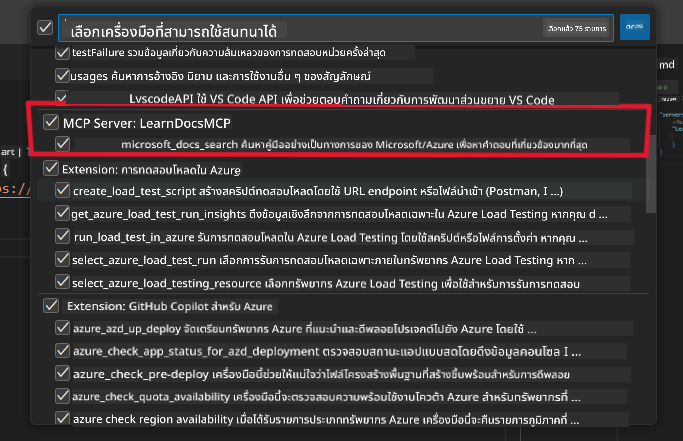 เลือกเครื่องมือที่สามารถใช้สนทนาได้
เลือกแล้ว 75 รายการ
ตกลง
testFailure รวมข้อมูลเกี่ยวกับความล้มเหลวของการทดสอบหน่วยครั้งล่าสุด
usages ค้นหาการอ้างอิง นิยาม และการใช้งานอื่น ๆ ของสัญลักษณ์
LvscodeAPI ใช้ VS Code API เพื่อช่วยตอบคำถามเกี่ยวกับการพัฒนาส่วนขยาย VS Code
MCP Server: LearnDocsMCP
microsoft_docs_search ค้นหาคู่มืออย่างเป็นทางการของ Microsoft/Azure เพื่อหาคำตอบที่เกี่ยวข้องมากที่สุด
Extension: การทดสอบโหลดใน Azure
create_load_test_script สร้างสคริปต์ทดสอบโหลดโดยใช้ URL endpoint หรือไฟล์นำเข้า (Postman, I ...)
get_azure_load_test_run_insights ดึงข้อมูลเชิงลึกจากการทดสอบโหลดเฉพาะใน Azure Load Testing หากคุณ d ...
run_load_test_in_azure รับการทดสอบโหลดใน Azure Load Testing โดยใช้สคริปต์หรือไฟล์การตั้งค่า หากคุณ ...
select_azure_load_test_run เลือกการรับการทดสอบโหลดเฉพาะภายในทรัพยากร Azure Load Testing หาก ...
select_azure_load_testing_resource เลือกทรัพยากร Azure Load Testing เพื่อใช้สำหรับการรันการทดสอบ
Extension: GitHub Copilot สำหรับ Azure
azure_azd_up_deploy จัดเตรียมทรัพยากร Azure ที่แนะนำและดีพลอยโปรเจกต์ไปยัง Azure โดยใช้ ...
azure_check_app_status_for_azd_deployment ตรวจสอบสถานะแอปแบบสดโดยดึงข้อมูลคอนโซล I ...
azure_check_pre-deploy เครื่องมือนี้ช่วยให้แน่ใจว่าไฟล์โครงสร้างพื้นฐานที่สร้างขึ้นพร้อมสำหรับการดีพลอย
azure_check_quota_availability เครื่องมือนี้จะตรวจสอบความพร้อมใช้งานโควต้า Azure สำหรับทรัพยากรที่ ...
azure check region availability เมื่อได้รับรายการประเภททรัพยากร Azure เครื่องมือนี้จะคืนรายการภูมิภาคที่ ...
md
art |
{